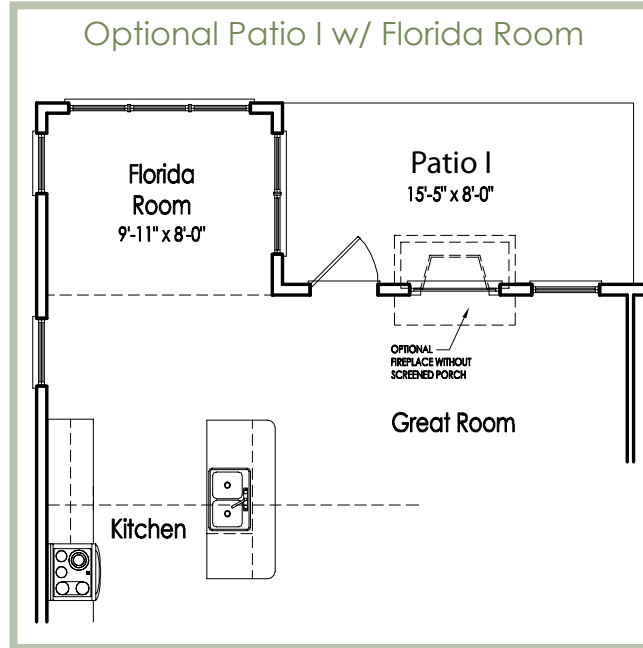 Optional Patio I w/ Florida Room
Florida
Room
9'-11" x 8'-0"
Patio I
15'-5" x 8'-0"
OPTIONAL
FIREPLACE WITHOUT
SCREENED PORCH
Great Room
Kitchen